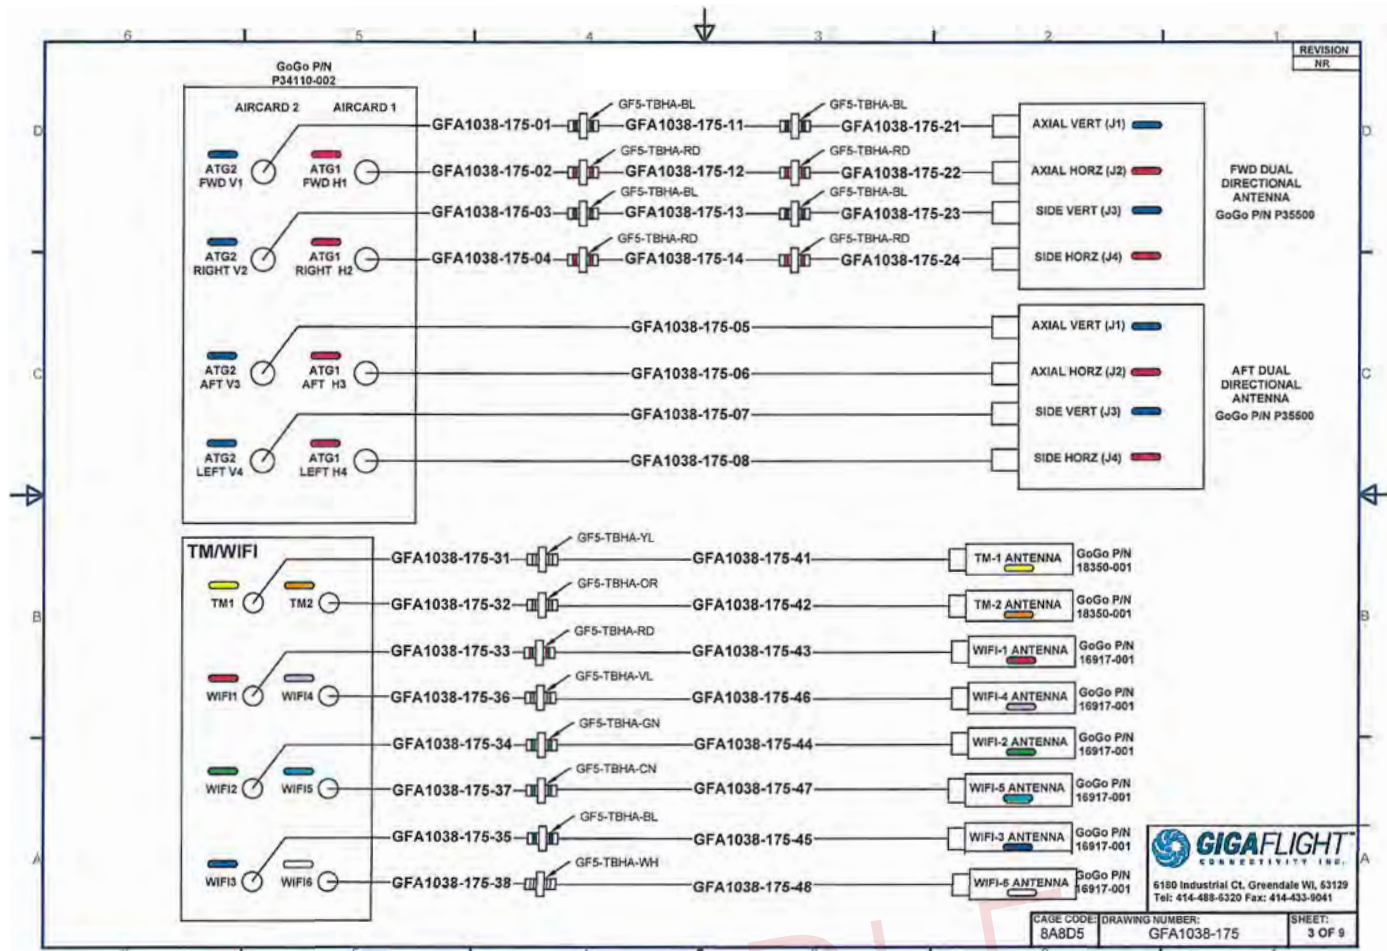 6 5 4 3 2 1
REVISION
NR
GoGo P/N
P34110-002
AIRCARD 2 AIRCARD 1
D D
GFA1038-175-01 GF5-TBHA-BL GFA1038-175-11 GF5-TBHA-BL GFA1038-175-21 AXIAL VERT (J1)
ATG2
FWD V1
ATG1
FWD H1
GFA1038-175-02 GF5-TBHA-RD GFA1038-175-12 GF5-TBHA-RD GFA1038-175-22 AXIAL HORZ (J2)
GFA1038-175-03 GF5-TBHA-BL GFA1038-175-13 GF5-TBHA-BL GFA1038-175-23 SIDE VERT (J3)
ATG2
RIGHT V2
ATG1
RIGHT H2
GFA1038-175-04 GF5-TBHA-RD GFA1038-175-14 GF5-TBHA-RD GFA1038-175-24 SIDE HORZ (J4)
FWD DUAL
DIRECTIONAL
ANTENNA
GoGo P/N P35500
GFA1038-175-05 AXIAL VERT (J1)
C C
ATG2
AFT V3
ATG1
AFT H3
GFA1038-175-06 AXIAL HORZ (J2)
GFA1038-175-07 SIDE VERT (J3)
ATG2
LEFT V4
ATG1
LEFT H4
GFA1038-175-08 SIDE HORZ (J4)
AFT DUAL
DIRECTIONAL
ANTENNA
GoGo P/N P35500
TM/WIFI
GFA1038-175-31 GF5-TBHA-YL GFA1038-175-41 TM-1 ANTENNA
GoGo P/N
18350-001
TM1 TM2
B B
GFA1038-175-32 GF5-TBHA-OR GFA1038-175-42 TM-2 ANTENNA
GoGo P/N
18350-001
GFA1038-175-33 GF5-TBHA-RD GFA1038-175-43 WIFI-1 ANTENNA
GoGo P/N
16917-001
WIFI1 WIFI4
GFA1038-175-36 GF5-TBHA-VL GFA1038-175-46 WIFI-4 ANTENNA
GoGo P/N
16917-001
GFA1038-175-34 GF5-TBHA-GN GFA1038-175-44 WIFI-2 ANTENNA
GoGo P/N
16917-001
WIFI2 WIFI5
GFA1038-175-37 GF5-TBHA-CN GFA1038-175-47 WIFI-5 ANTENNA
GoGo P/N
16917-001
GFA1038-175-35 GF5-TBHA-BL GFA1038-175-45 WIFI-3 ANTENNA
GoGo P/N
16917-001
A A
WIFI3 WIFI6
GFA1038-175-38 GF5-TBHA-WH GFA1038-175-48 WIFI-6 ANTENNA
GoGo P/N
16917-001
GIGAFLIGHT
CONNECTIVITY INC.
6180 Industrial Ct. Greendale WI, 53129
Tel: 414-488-5320 Fax: 414-433-9041
CAGE CODE: DRAWING NUMBER: SHEET:
8A8D5 GFA1038-175 3 OF 9